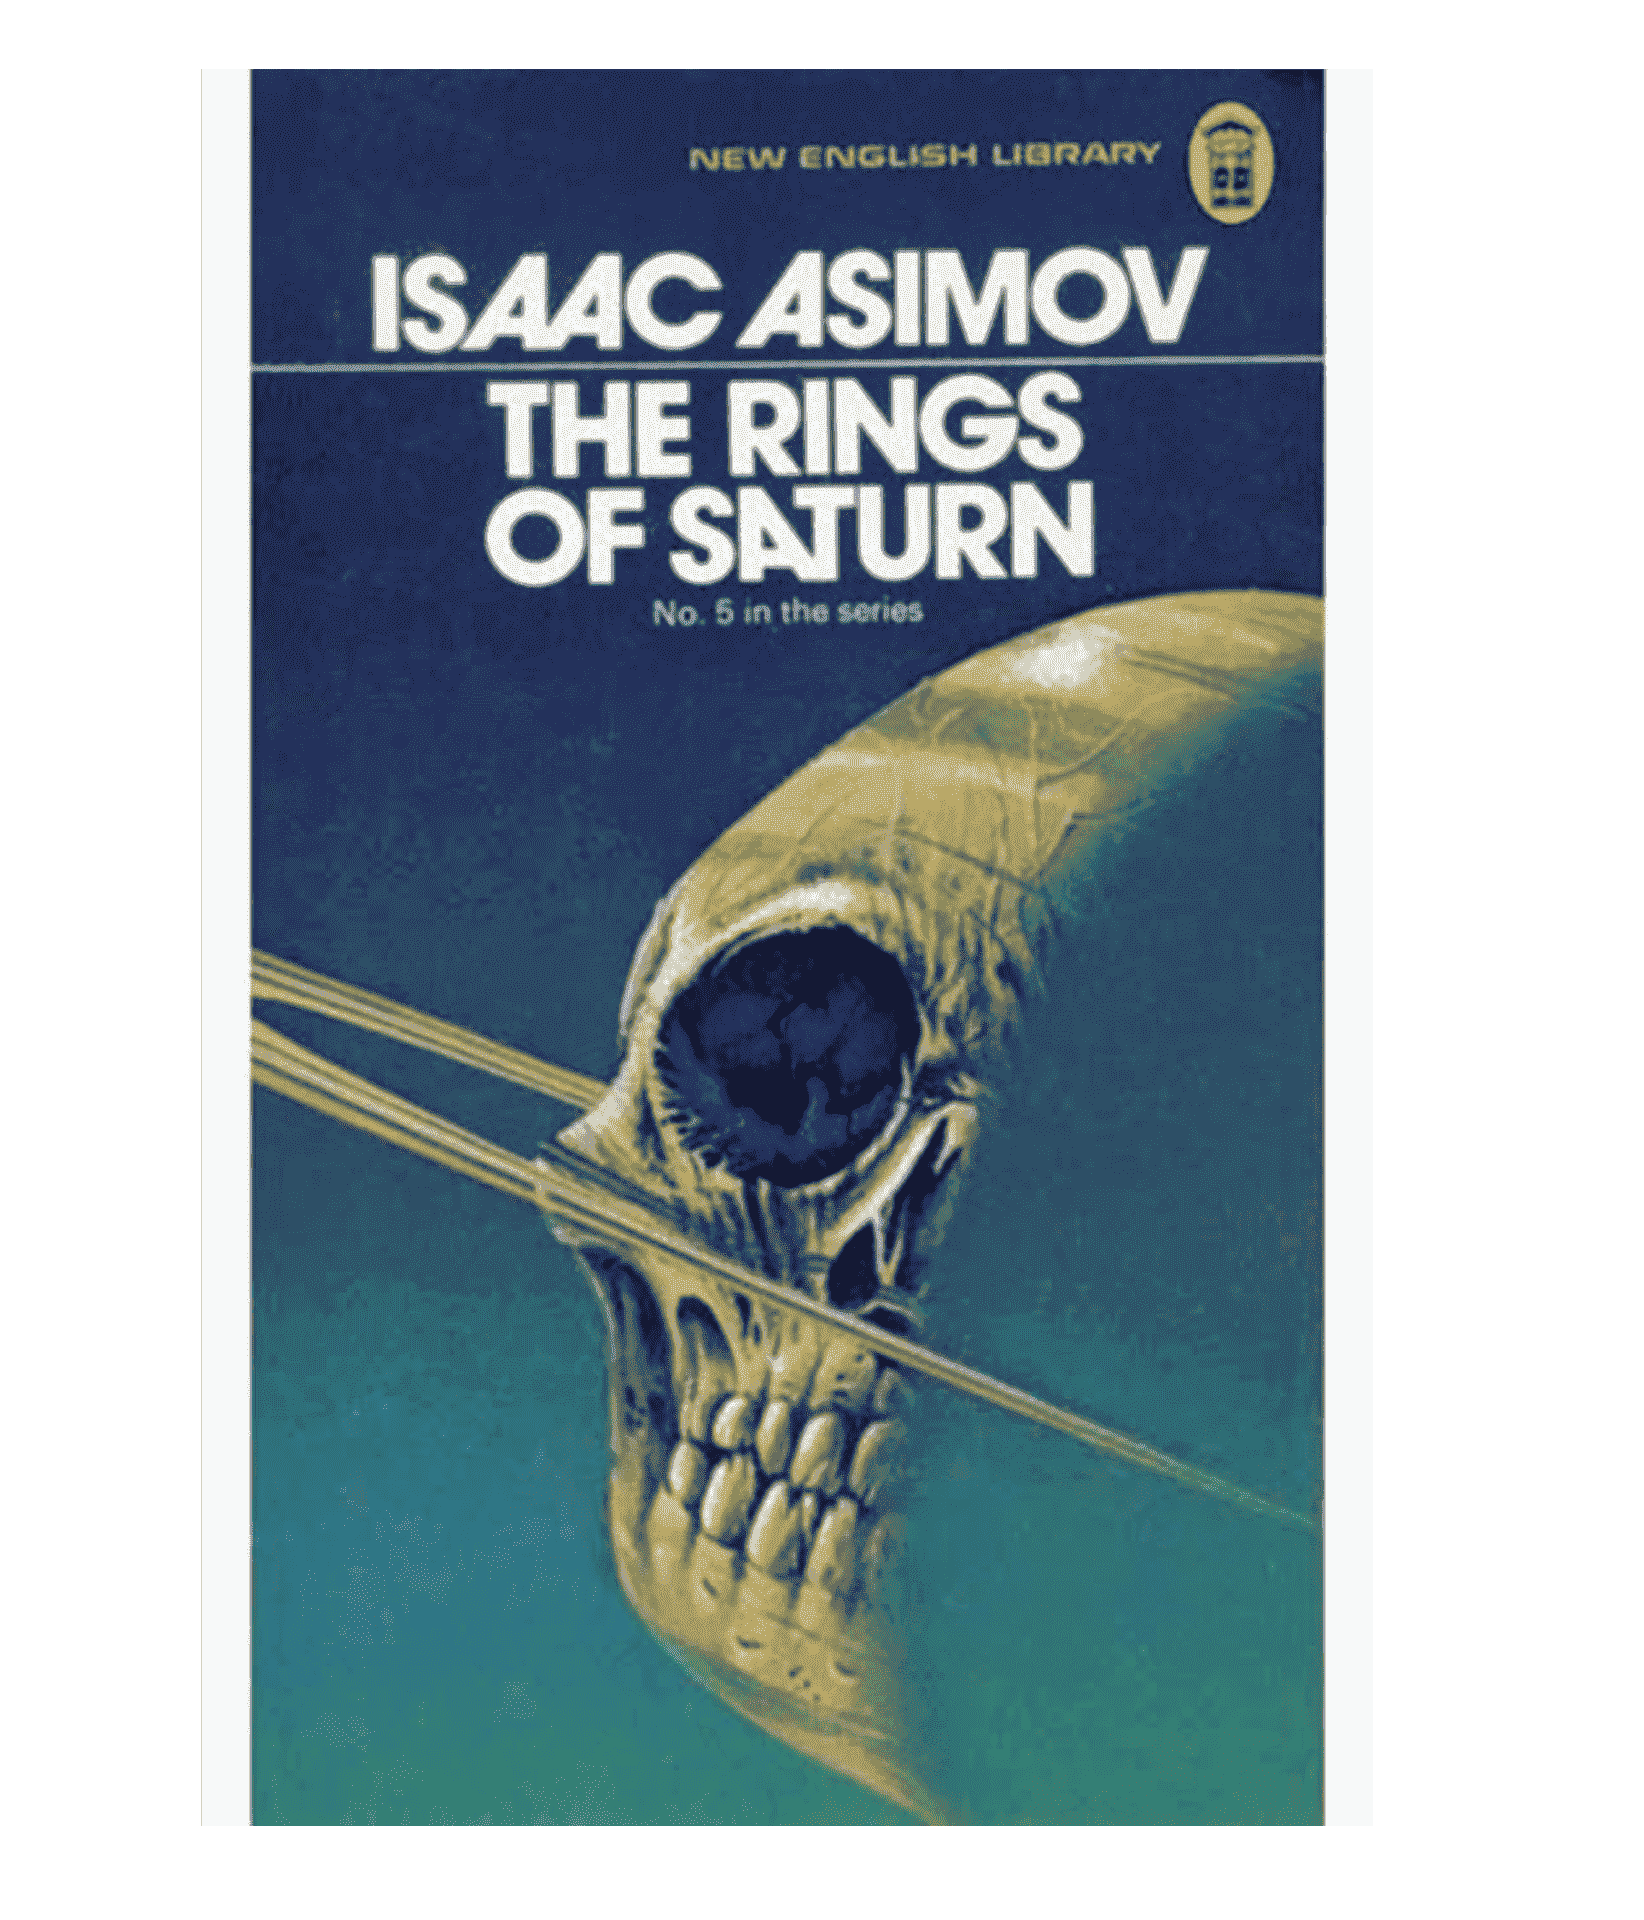 NEW ENGLISH LIBRARY
ISAAC ASIMOV
THE RINGS
OF SATURN
No. 5 in the series